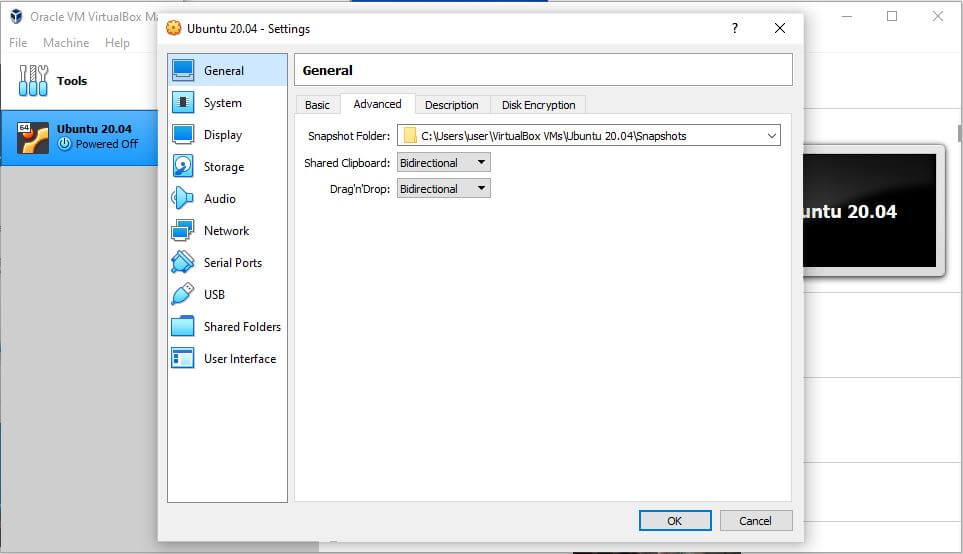 Oracle VM VirtualBox Ma
File Machine Help
Tools
64
Ubuntu 20.04
Powered Off
Ubuntu 20.04 - Settings
?
General
System
Display
Storage
Audio
Network
Serial Ports
USB
Shared Folders
User Interface
General
Basic Advanced Description Disk Encryption
Snapshot Folder: C:\Users\user\VirtualBox VMs\Ubuntu 20.04\Snapshots
Shared Clipboard: Bidirectional
Drag'n'Drop: Bidirectional
OK Cancel
untu 20.04